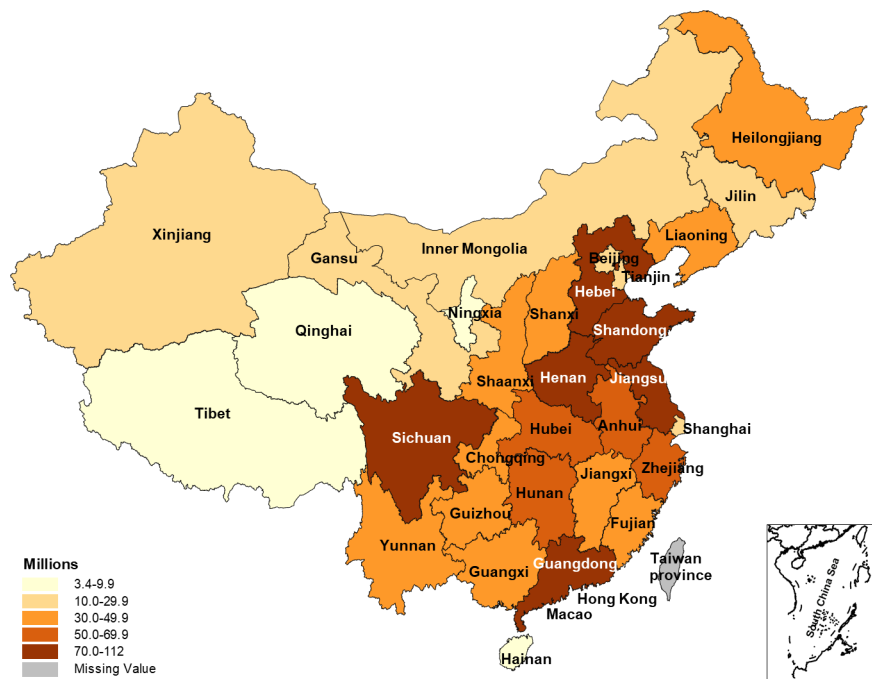 Heilongjiang
Jilin
Xinjiang
Inner Mongolia
Liaoning
Gansu
Beijing
Tianjin
Hebei
Ningxia
Shanxi
Qinghai
Shandong
Shaanxi
Henan
Jiangsu
Tibet
Sichuan
Hubei
Anhui
Shanghai
Chongqing
Zhejiang
Jiangxi
Hunan
Guizhou
Fujian
Yunnan
Guangxi
Guangdong
Taiwan
province
Hong Kong
Macao
Hainan
Millions
3.4-9.9
10.0-29.9
30.0-49.9
50.0-69.9
70.0-112
Missing Value
South China Sea